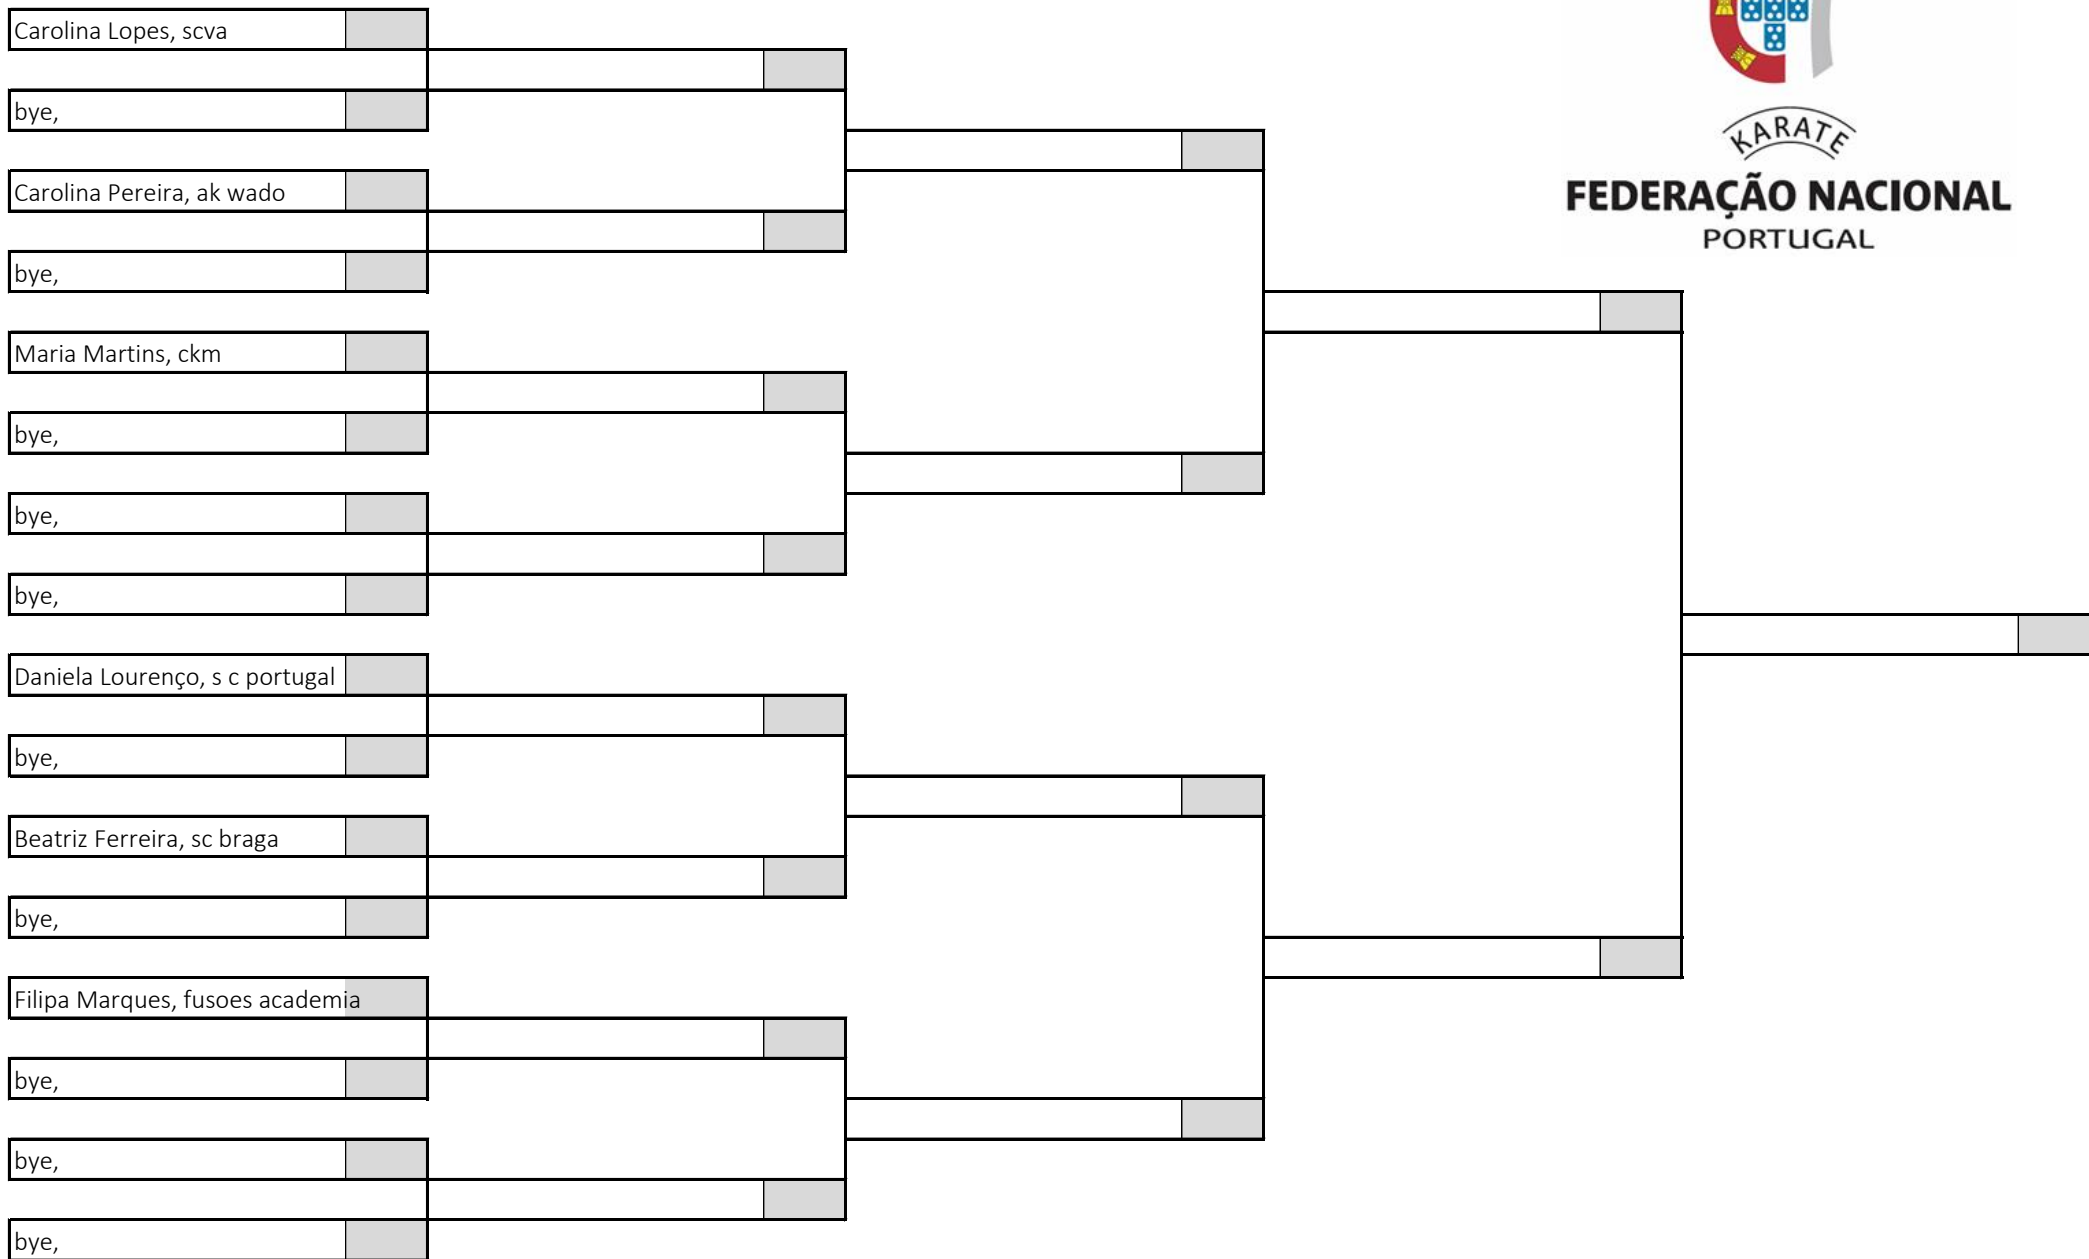 Carolina Lopes, scva
bye,
Carolina Pereira, ak wado
bye,
Maria Martins, ckm
bye,
bye,
bye,
Daniela Lourenço, s c portugal
bye,
Beatriz Ferreira, sc braga
bye,
Filipa Marques, fusoes academia
bye,
bye,
bye,
KARATE
FEDERAÇÃO NACIONAL
PORTUGAL